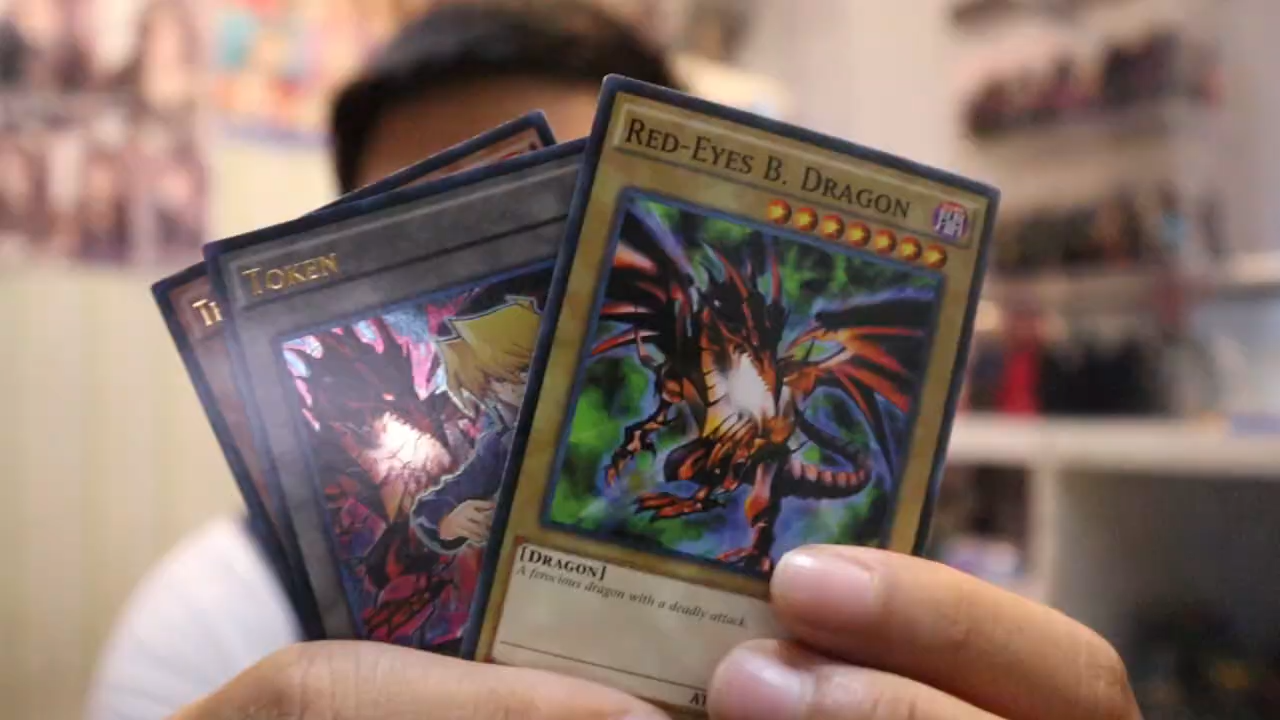 RED-EYES B. DRAGON
TOKEN
[DRAGON]
A ferocious dragon with a deadly attack.